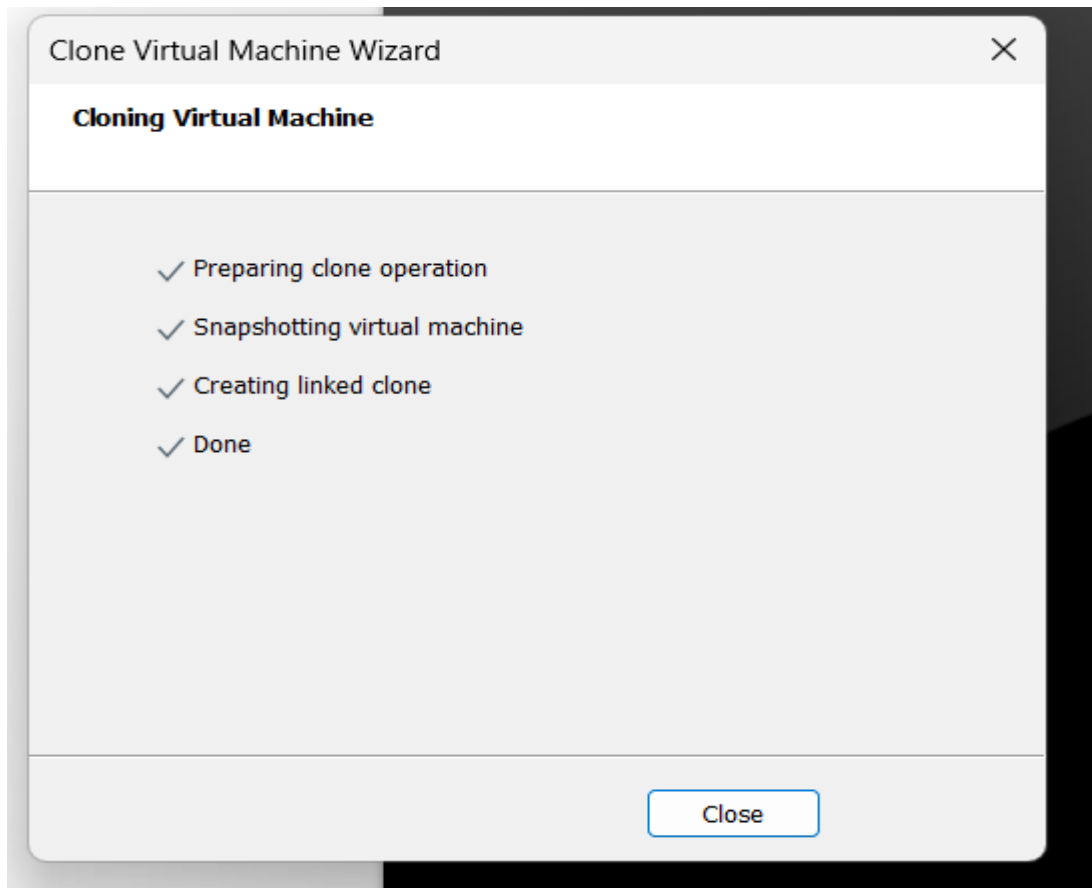 Clone Virtual Machine Wizard
Cloning Virtual Machine
Preparing clone operation
Snapshotting virtual machine
Creating linked clone
Done
Close